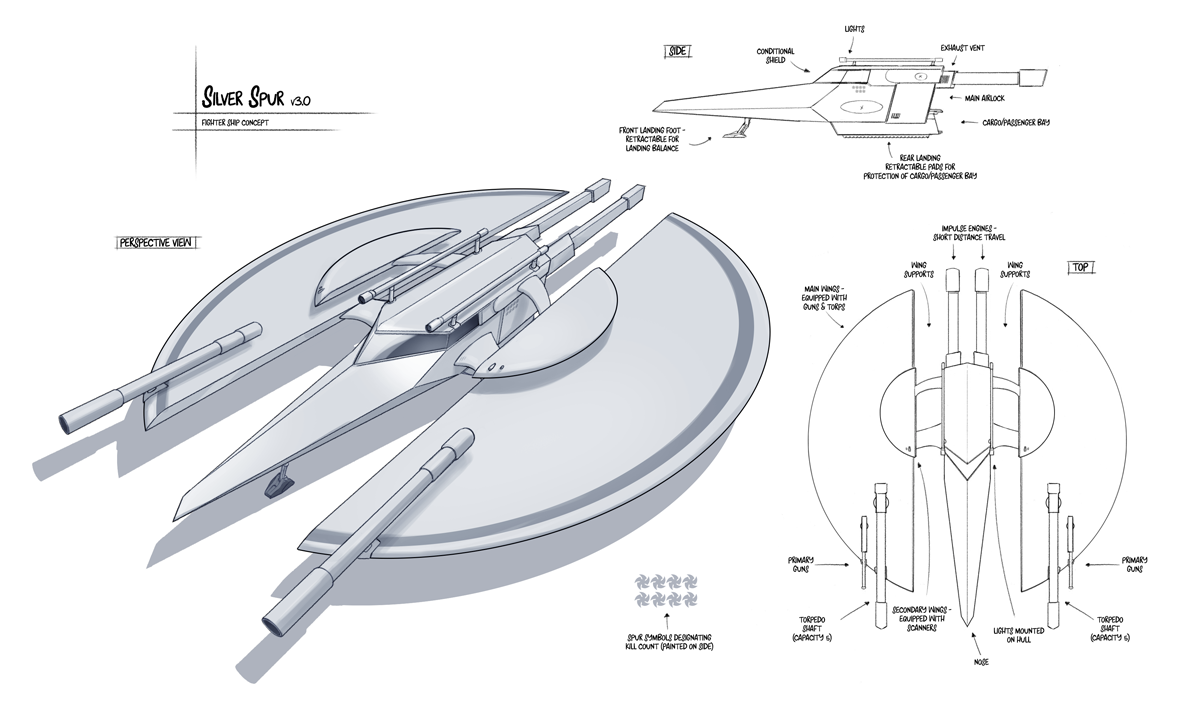 SILVER SPUR V3.0
FIGHTER SHIP CONCEPT
SIDE
LIGHTS
CONDITIONAL
SHIELD
EXHAUST VENT
MAIN AIRLOCK
CARGO/PASSENGER BAY
FRONT LANDING FOOT -
RETRACTABLE FOR
LANDING BALANCE
REAR LANDING
RETRACTABLE PADS FOR
PROTECTION OF CARGO/PASSENGER BAY
PERSPECTIVE VIEW
TOP
IMPULSE ENGINES -
SHORT DISTANCE TRAVEL
WING
SUPPORTS
WING
SUPPORTS
MAIN WINGS -
EQUIPPED WITH
GUNS & TORPS
PRIMARY
GUNS
PRIMARY
GUNS
TORPEDO
SHAFT
(CAPACITY 5)
SECONDARY WINGS -
EQUIPPED WITH
SCANNERS
LIGHTS MOUNTED
ON HULL
TORPEDO
SHAFT
(CAPACITY 5)
NOSE
SPUR SYMBOLS DESIGNATING
KILL COUNT (PAINTED ON SIDE)